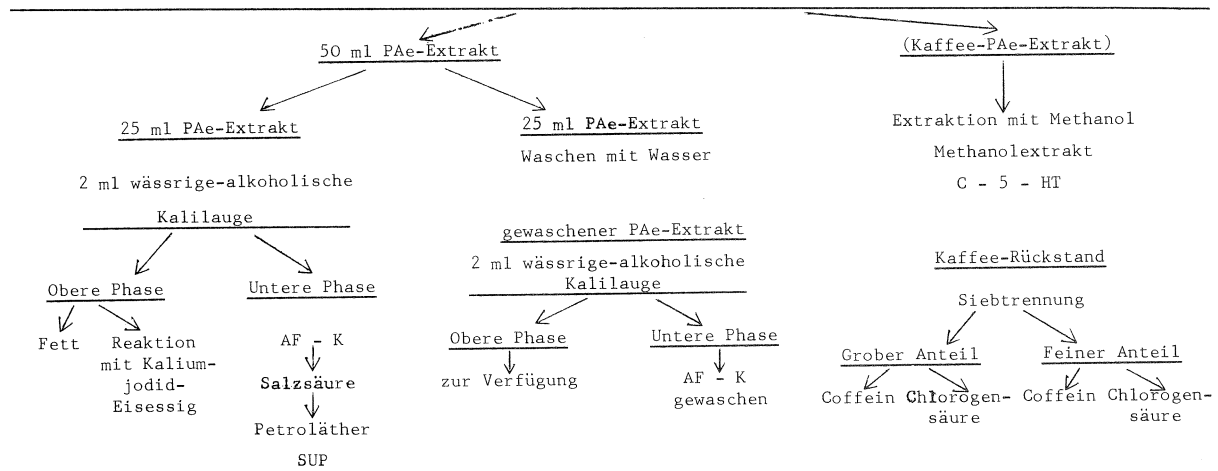 50 ml PAe-Extrakt
(Kaffee-PAe-Extrakt)
25 ml PAe-Extrakt
2 ml wässrige-alkoholische
Kalilauge
Obere Phase
Fett
Reaktion
mit Kalium-
jodid-
Eisessig
Untere Phase
AF - K
Salzsäure
Petroläther
SUP
25 ml PAe-Extrakt
Waschen mit Wasser
gewaschener PAe-Extrakt
2 ml wässrige-alkoholische
Kalilauge
Obere Phase
zur Verfügung
Untere Phase
AF - K
gewaschen
Extraktion mit Methanol
Methanolextrakt
C - 5 - HT
Kaffee-Rückstand
Siebtrennung
Grober Anteil
Coffein
Chlorogen-
säure
Feiner Anteil
Coffein
Chlorogen-
säure